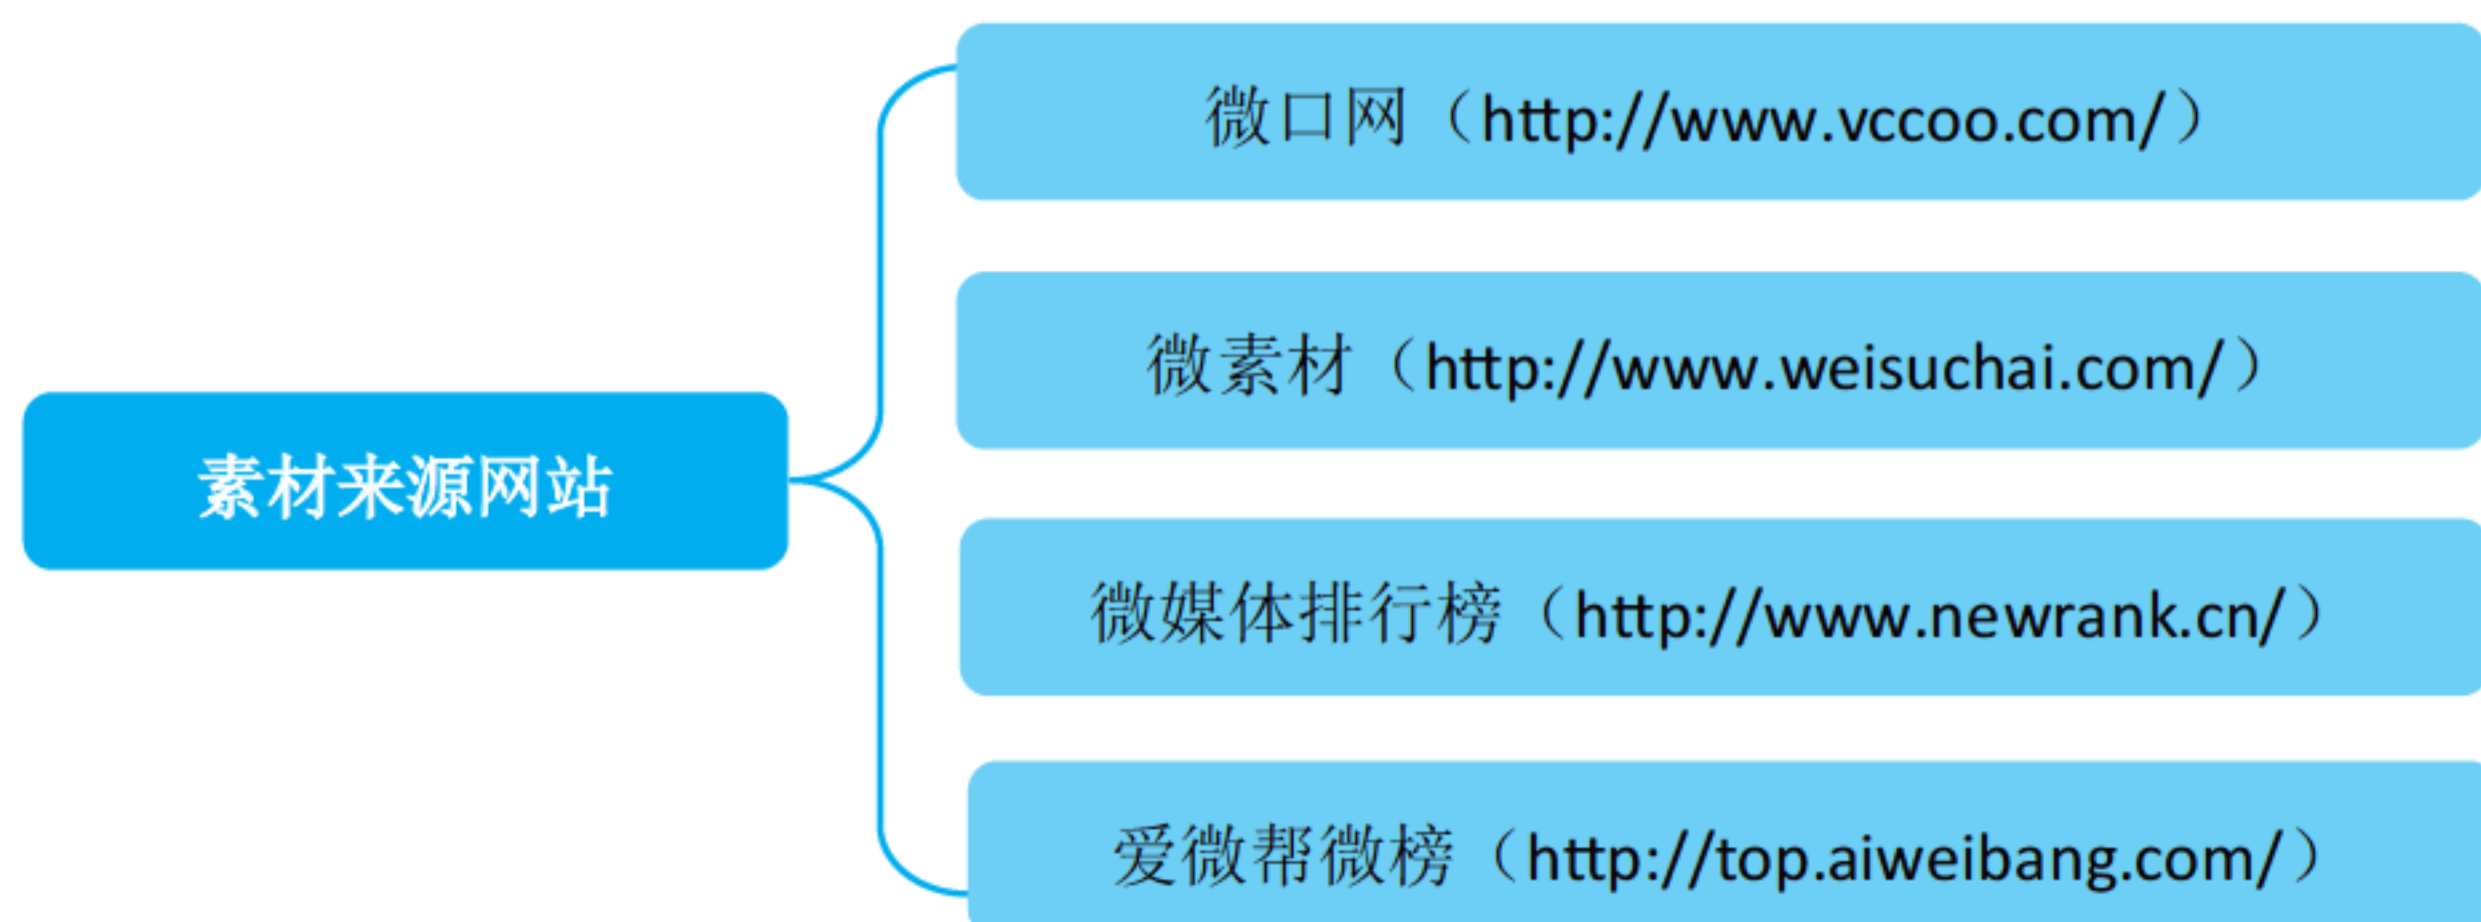 微口网（http://www.vccoo.com/）
微素材（http://www.weisuchai.com/）
素材来源网站
微媒体排行榜（http://www.newrank.cn/）
爱微帮微榜（http://top.aiweibang.com/）